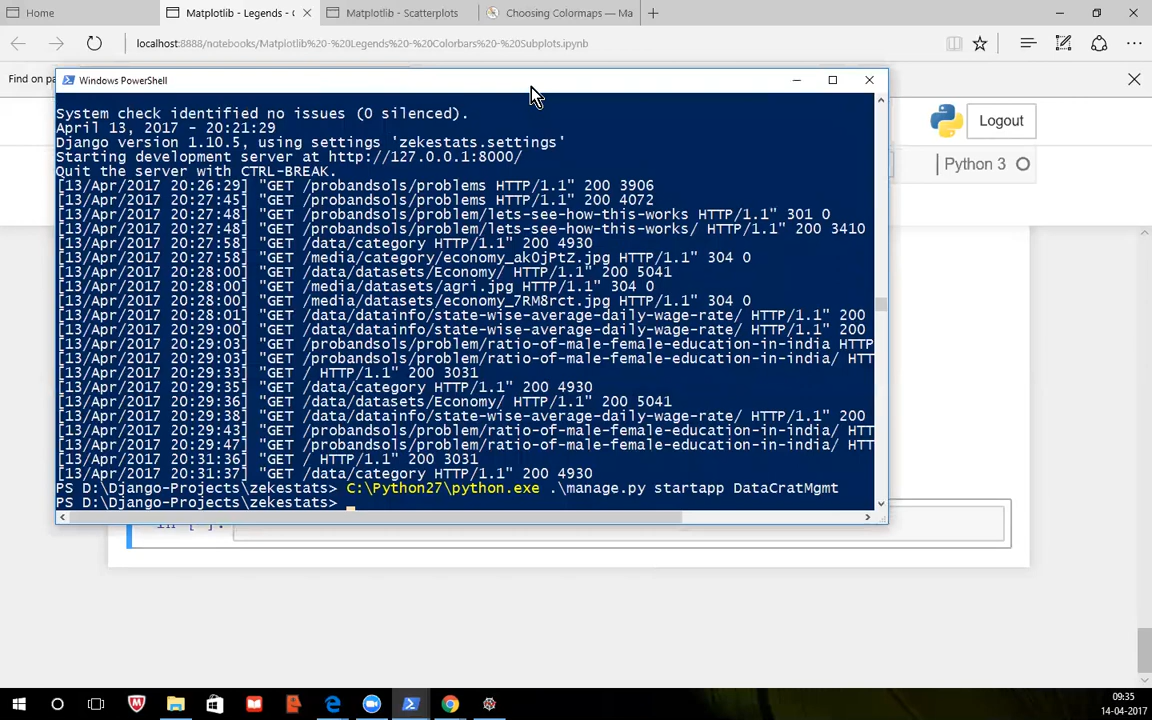 Home
Matplotlib - Legends - C
Matplotlib - Scatterplots
Choosing Colormaps — Ma
localhost:8888/notebooks/Matplotlib%20-%20Legends%20-%20Colorbars%20-%20Subplots.ipynb
Find on pa
Windows PowerShell
Logout
Python 3
System check identified no issues (0 silenced).
April 13, 2017 - 20:21:29
Django version 1.10.5, using settings 'zekestats.settings'
Starting development server at http://127.0.0.1:8000/
Quit the server with CTRL-BREAK.
[13/Apr/2017 20:26:29] "GET /probandsols/problems HTTP/1.1" 200 3906
[13/Apr/2017 20:27:45] "GET /probandsols/problems HTTP/1.1" 200 4072
[13/Apr/2017 20:27:48] "GET /probandsols/problem/lets-see-how-this-works HTTP/1.1" 301 0
[13/Apr/2017 20:27:48] "GET /probandsols/problem/lets-see-how-this-works/ HTTP/1.1" 200 3410
[13/Apr/2017 20:27:58] "GET /data/category HTTP/1.1" 200 4930
[13/Apr/2017 20:27:58] "GET /media/category/economy_akOjPtZ.jpg HTTP/1.1" 304 0
[13/Apr/2017 20:28:00] "GET /data/datasets/Economy/ HTTP/1.1" 200 5041
[13/Apr/2017 20:28:00] "GET /media/datasets/agri.jpg HTTP/1.1" 304 0
[13/Apr/2017 20:28:00] "GET /media/datasets/economy_7RM8rct.jpg HTTP/1.1" 304 0
[13/Apr/2017 20:28:01] "GET /data/datainfo/state-wise-average-daily-wage-rate/ HTTP/1.1" 200
[13/Apr/2017 20:29:00] "GET /data/datainfo/state-wise-average-daily-wage-rate/ HTTP/1.1" 200
[13/Apr/2017 20:29:03] "GET /probandsols/problem/ratio-of-male-female-education-in-india HTTP
[13/Apr/2017 20:29:03] "GET /probandsols/problem/ratio-of-male-female-education-in-india/ HTT
[13/Apr/2017 20:29:33] "GET / HTTP/1.1" 200 3031
[13/Apr/2017 20:29:35] "GET /data/category HTTP/1.1" 200 4930
[13/Apr/2017 20:29:36] "GET /data/datasets/Economy/ HTTP/1.1" 200 5041
[13/Apr/2017 20:29:38] "GET /data/datainfo/state-wise-average-daily-wage-rate/ HTTP/1.1" 200
[13/Apr/2017 20:29:43] "GET /probandsols/problem/ratio-of-male-female-education-in-india/ HTT
[13/Apr/2017 20:29:47] "GET /probandsols/problem/ratio-of-male-female-education-in-india/ HTT
[13/Apr/2017 20:31:36] "GET / HTTP/1.1" 200 3031
[13/Apr/2017 20:31:37] "GET /data/category HTTP/1.1" 200 4930
PS D:\Django-Projects\zekestats> C:\Python27\python.exe .\manage.py startapp DataCratMgmt
PS D:\Django-Projects\zekestats>
In [ ]:
09:35
14-04-2017